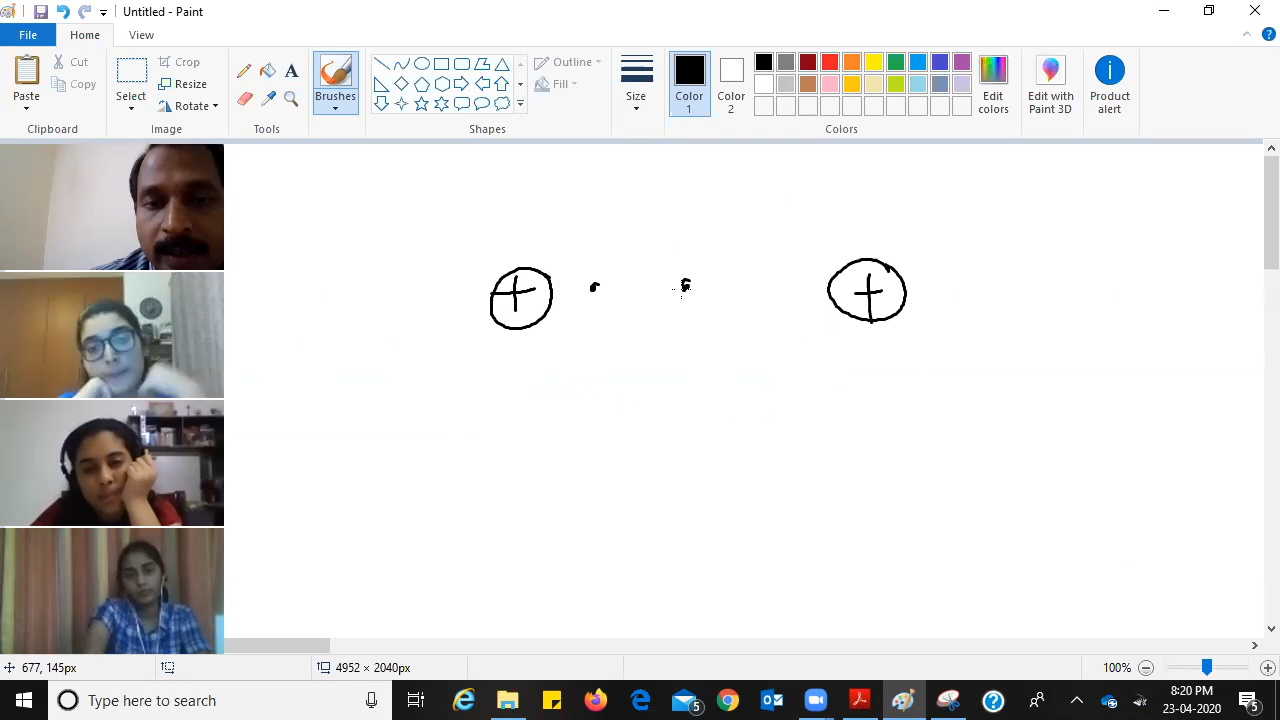 Untitled - Paint
File Home View
Paste Cut Copy
Clipboard
Select Crop Resize Rotate
Image
A
Tools
Brushes
Outline Fill
Shapes
Size
Color 1
Color 2
Edit colors
Colors
Edit with Paint 3D
Product alert
+ +
677, 145px
4952 × 2040px
100%
Type here to search
5
8:20 PM
23-04-2020
5